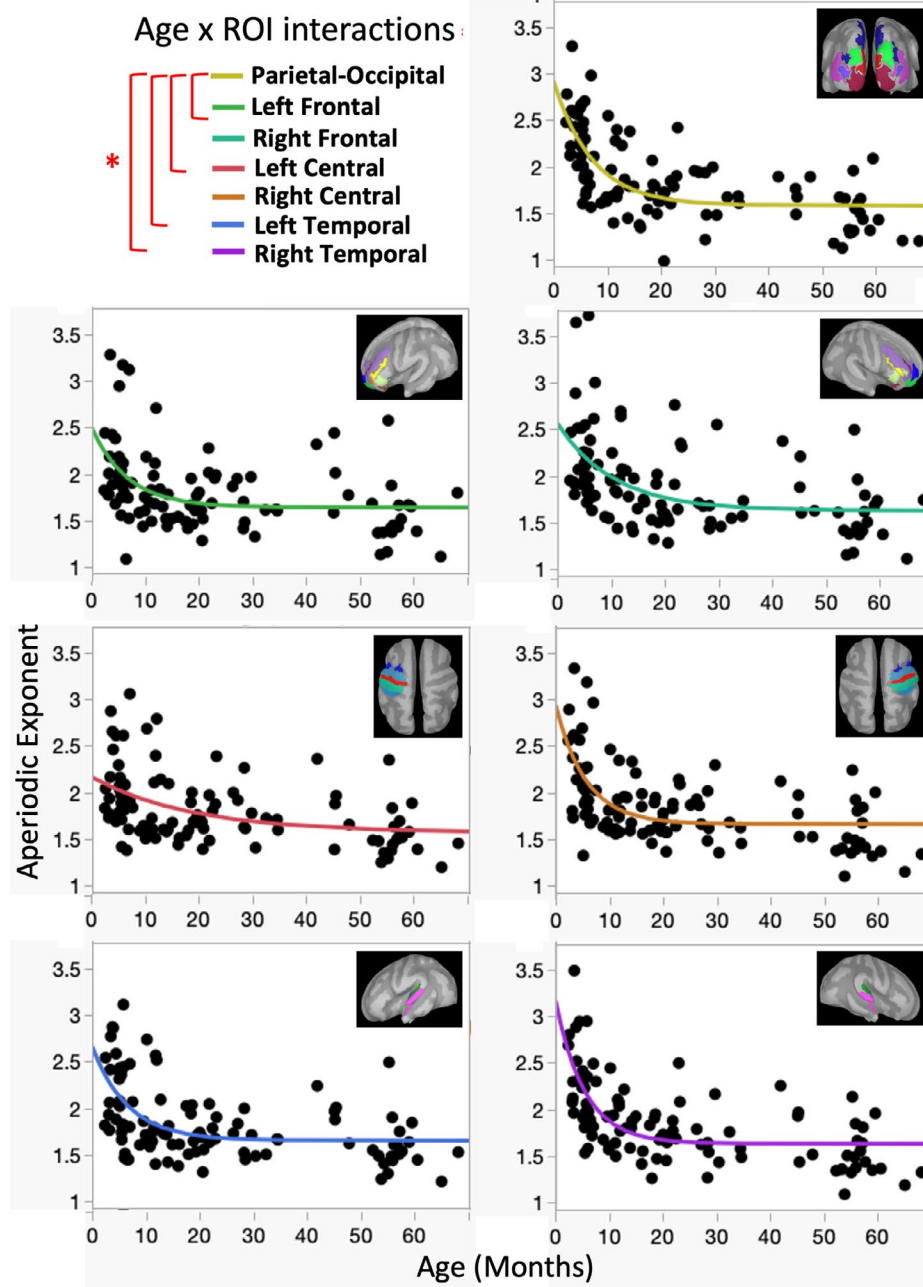 Age x ROI interactions
Parietal-Occipital
Left Frontal
Right Frontal
Left Central
Right Central
Left Temporal
Right Temporal
*
3.5
3
2.5
2
1.5
1
0 10 20 30 40 50 60
3.5
3
2.5
2
1.5
1
0 10 20 30 40 50 60
3.5
3
2.5
2
1.5
1
0 10 20 30 40 50 60
Aperiodic Exponent
3.5
3
2.5
2
1.5
1
0 10 20 30 40 50 60
3.5
3
2.5
2
1.5
1
0 10 20 30 40 50 60
3.5
3
2.5
2
1.5
1
0 10 20 30 40 50 60
3.5
3
2.5
2
1.5
1
0 10 20 30 40 50 60
Age (Months)